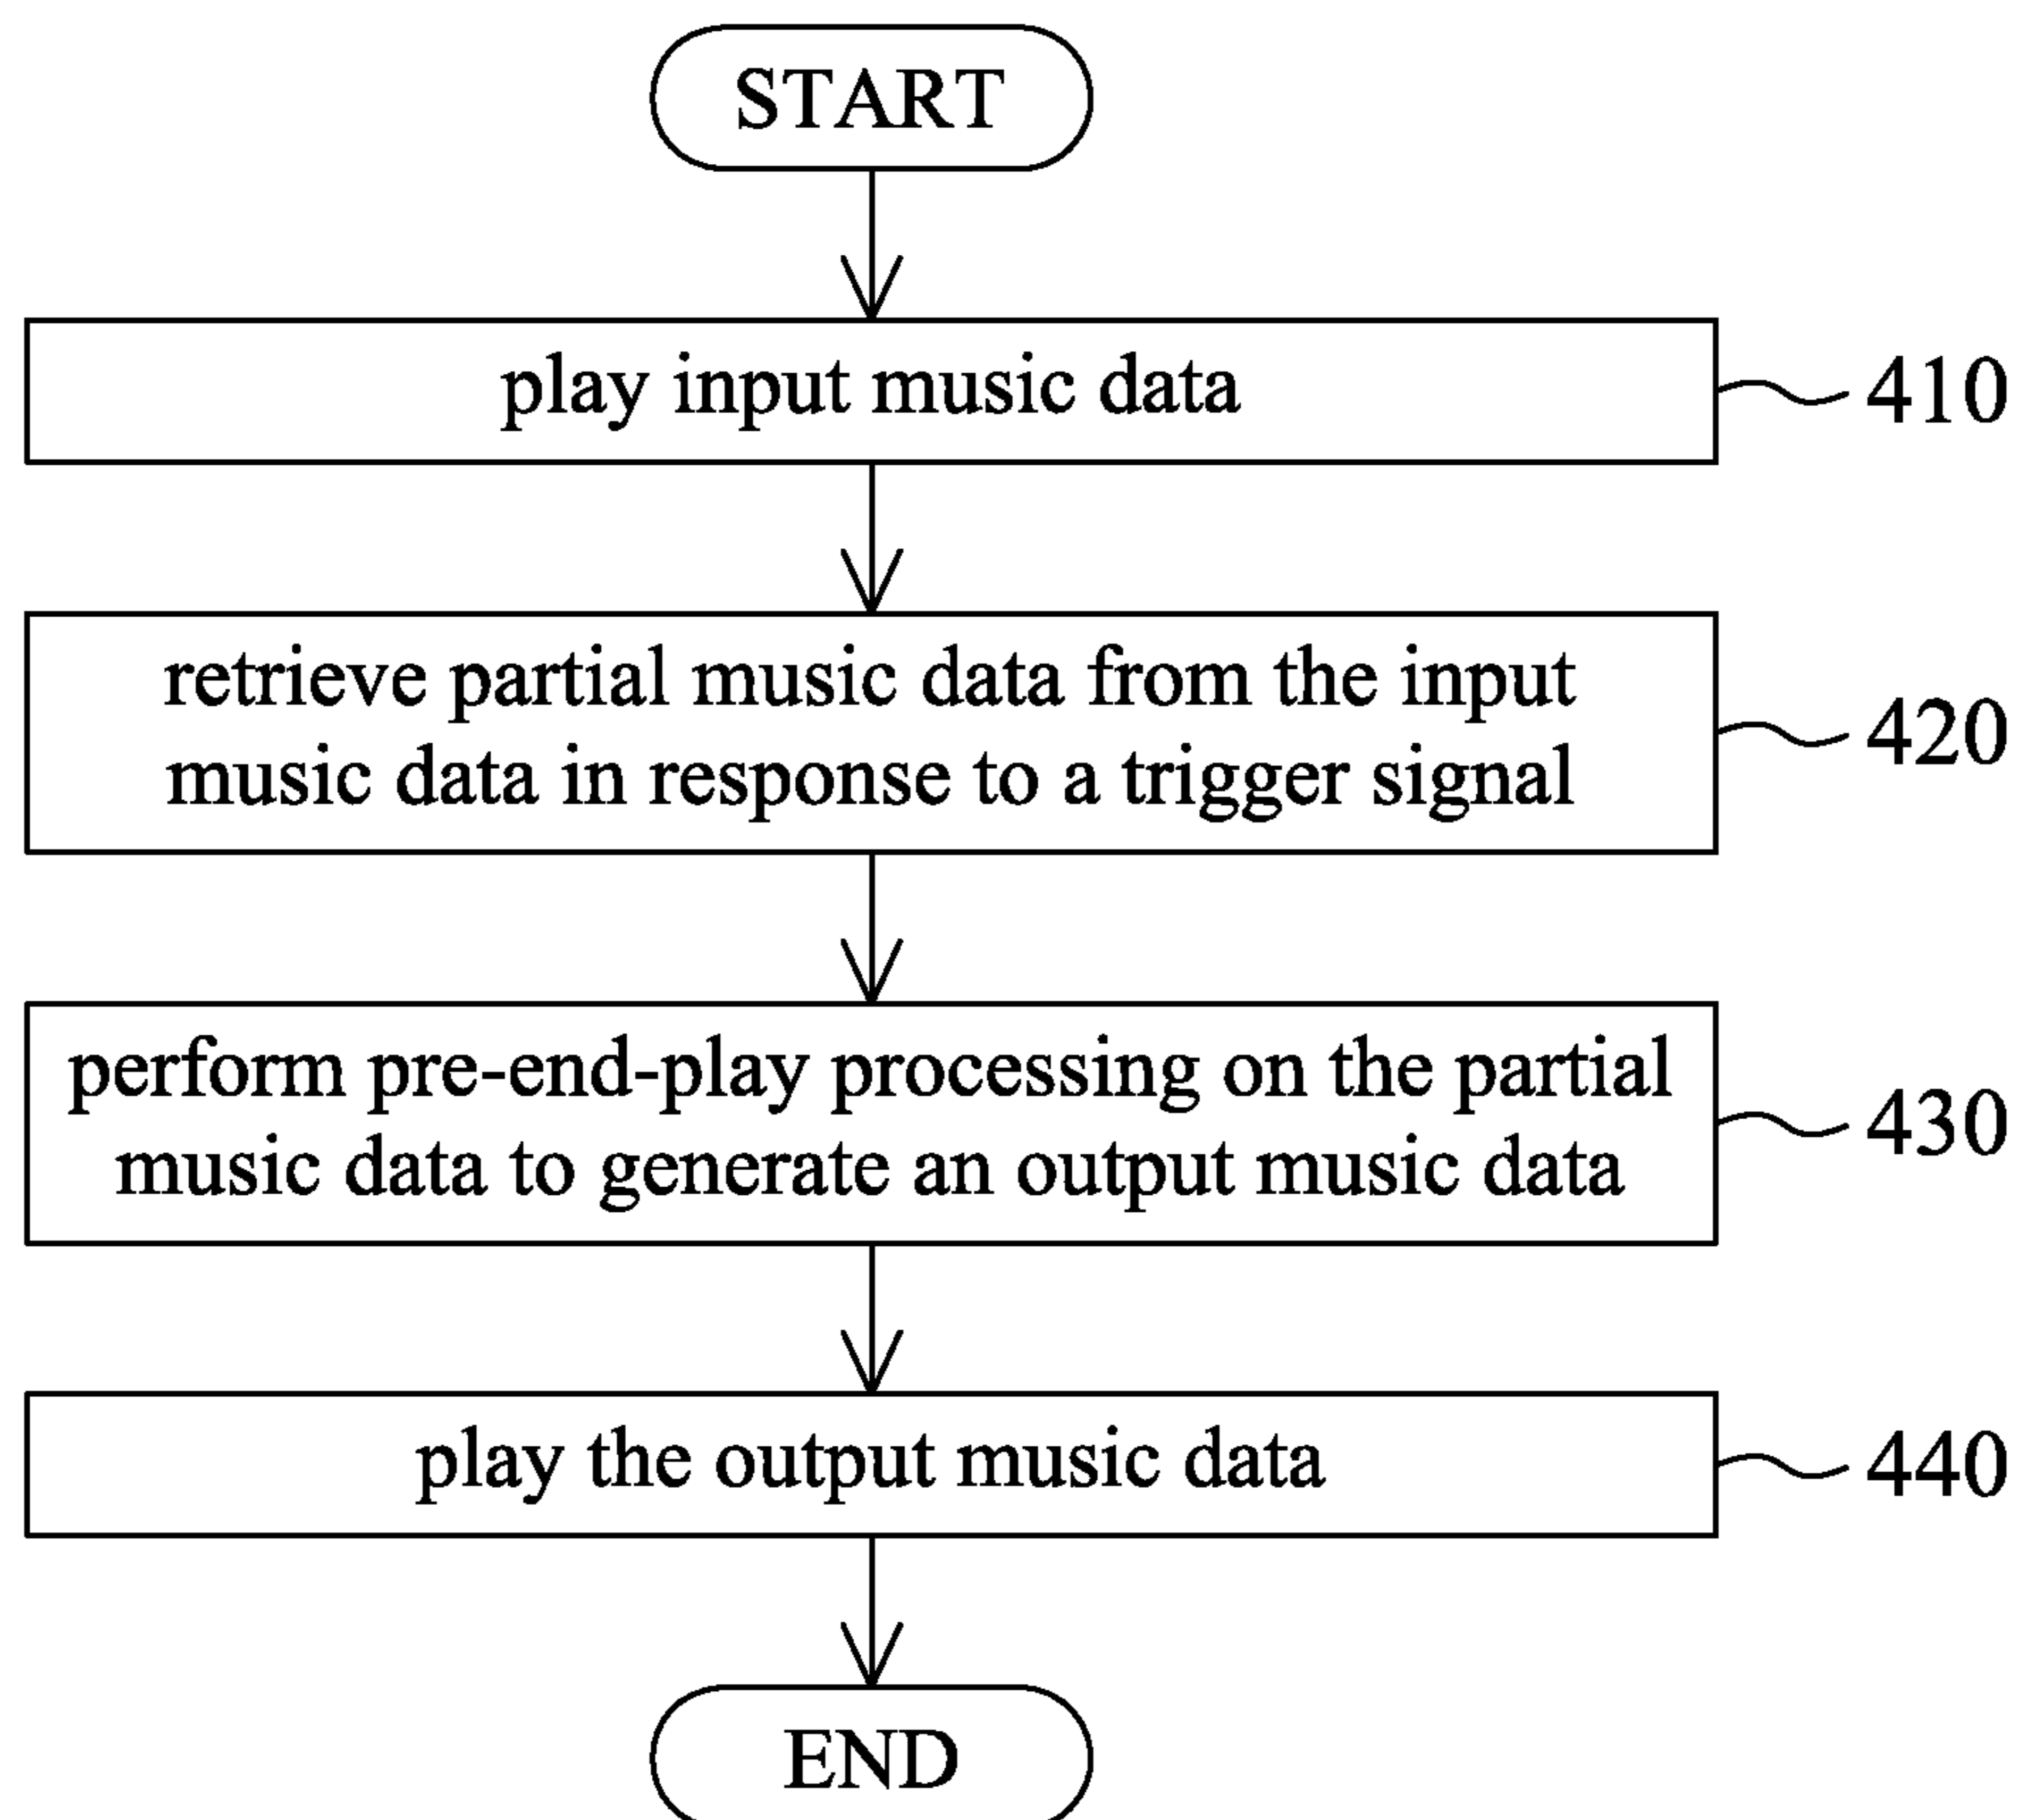 START
play input music data
410
retrieve partial music data from the input
music data in response to a trigger signal
420
perform pre-end-play processing on the partial
music data to generate an output music data
430
play the output music data
440
END